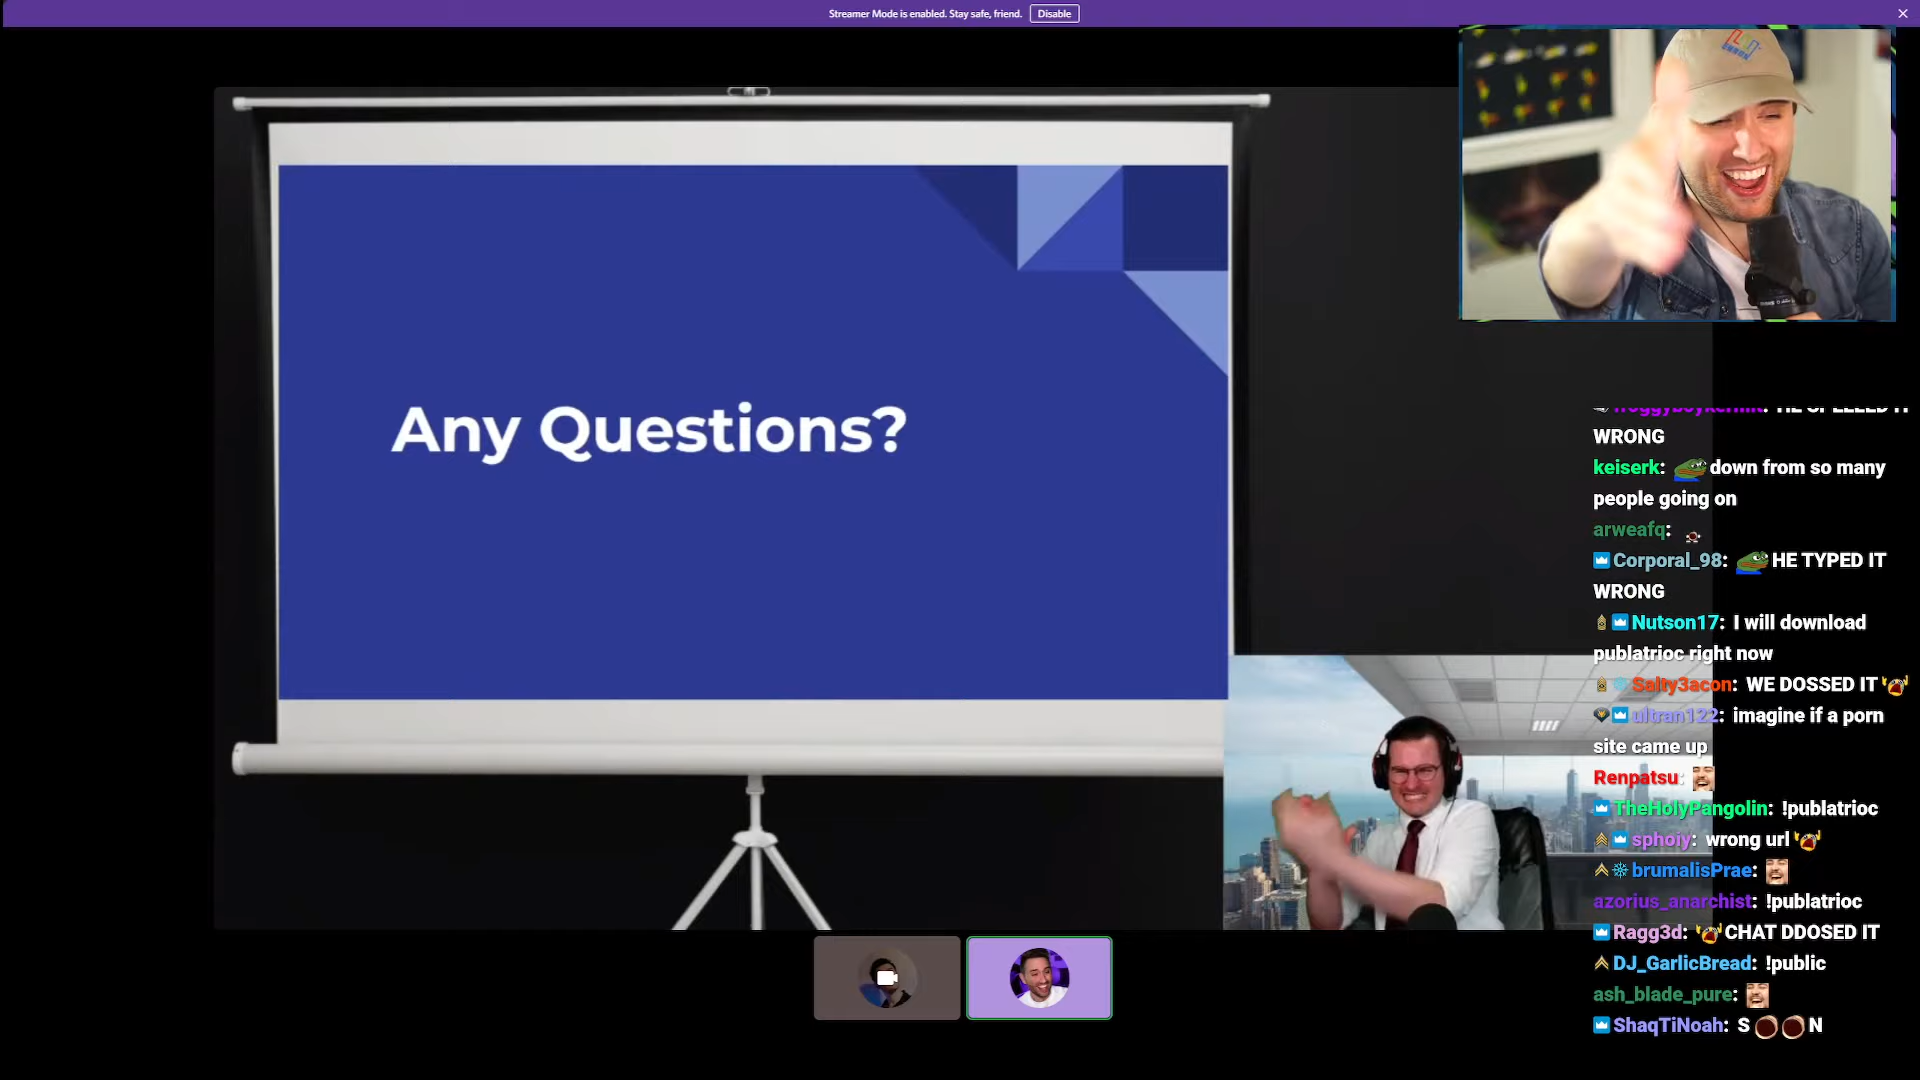 Streamer Mode is enabled. Stay safe, friend. Disable
Any Questions?
WRONG
keiserk: down from so many
people going on
arweafq:
Corporal_98: HE TYPED IT
WRONG
Nutson17: I will download
publatrioc right now
Salty3acon: WE DOSSED IT
ultran122: imagine if a porn
site came up
Renpatsu:
TheHolyPangolin: !publatrioc
sphoiy: wrong url
brumalisPrae:
azorius_anarchist: !publatrioc
Ragg3d: CHAT DDOSED IT
DJ_GarlicBread: !public
ash_blade_pure:
ShaqTiNoah: S N